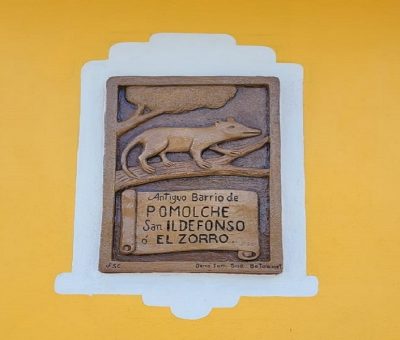 Antiguo Barrio de
POMOLCHE
San ILDEFONSO
ó EL ZORRO.
J.S.C.